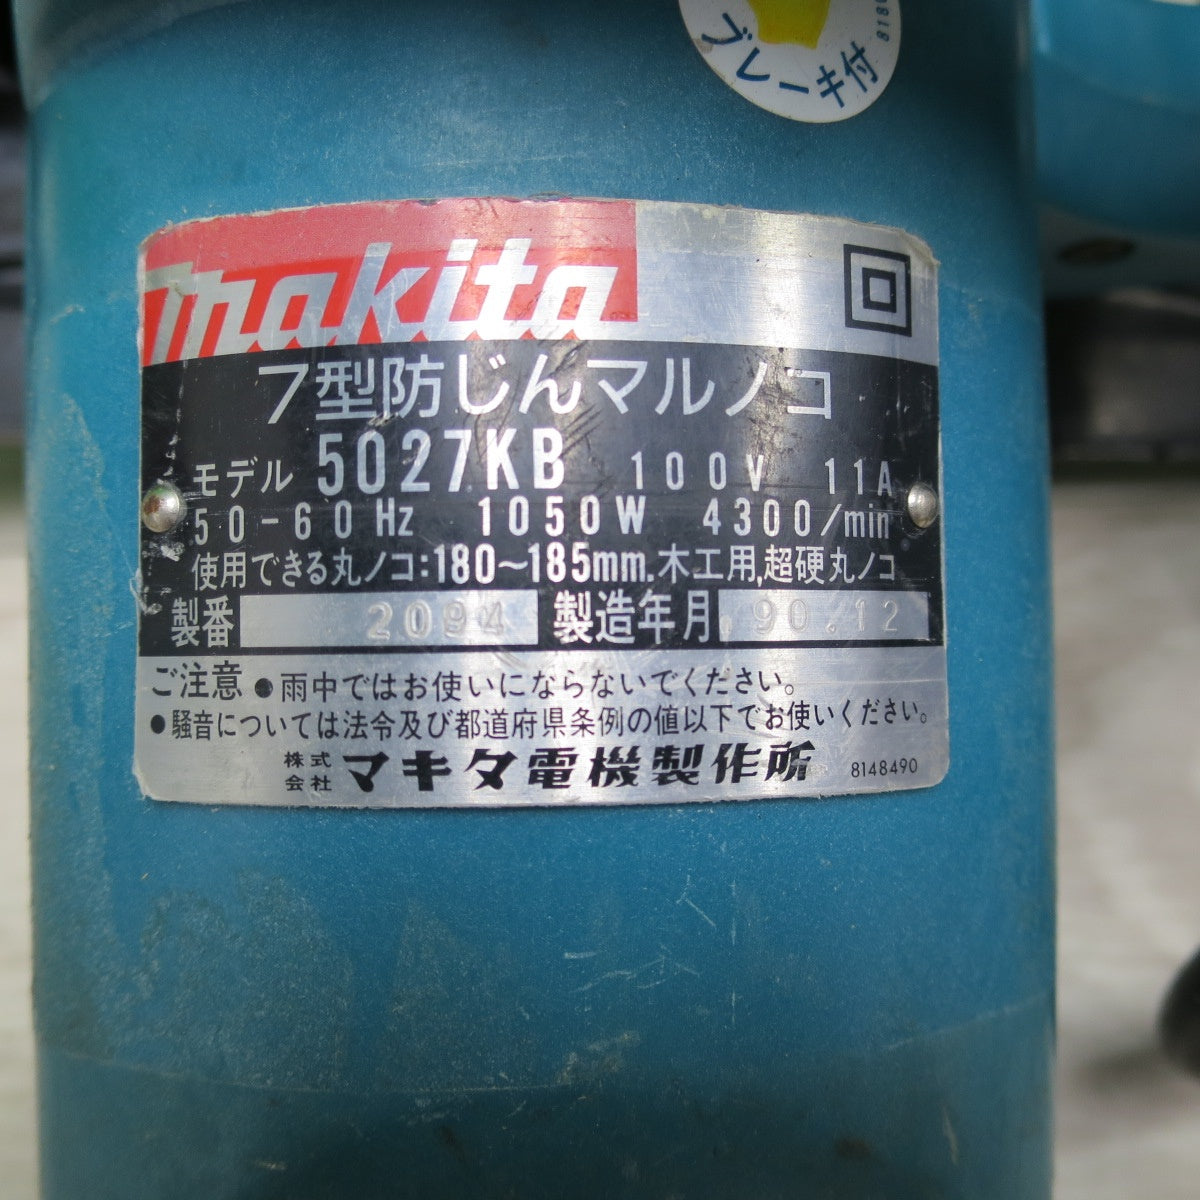 ブレーキ付
makita
7型防じんマルノコ
モデル 5027KB 100V 11A
50-60Hz 1050W 4300/min
使用できる丸ノコ:180~185mm.木工用,超硬丸ノコ
製番 2094 製造年月 90.12
ご注意 ●雨中ではお使いにならないでください。
●騒音については法令及び都道府県条例の値以下でお使いください。
株式会社 マキタ電機製作所 8148490